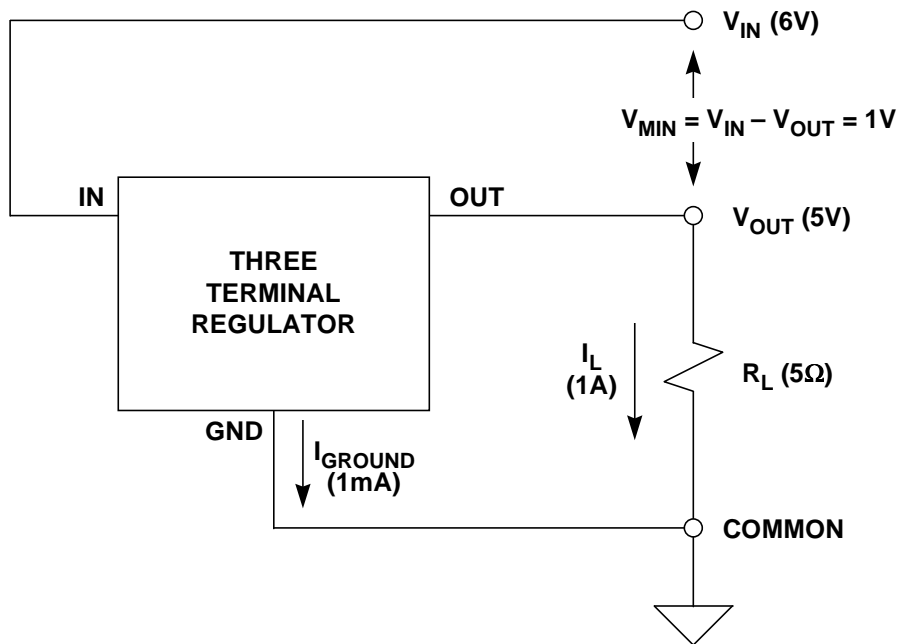 V_IN (6V)
V_MIN = V_IN – V_OUT = 1V
IN
OUT
V_OUT (5V)
THREE
TERMINAL
REGULATOR
I_L
(1A)
R_L (5Ω)
GND
I_GROUND
(1mA)
COMMON